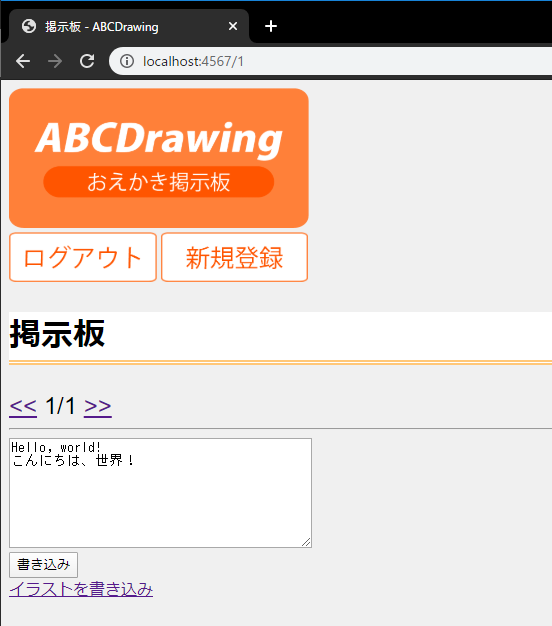 掲示板 - ABCDrawing
localhost:4567/1
ABCDrawing
おえかき掲示板
ログアウト 新規登録
掲示板
<< 1/1 >>
Hello, world!
こんにちは、世界！
書き込み
イラストを書き込み